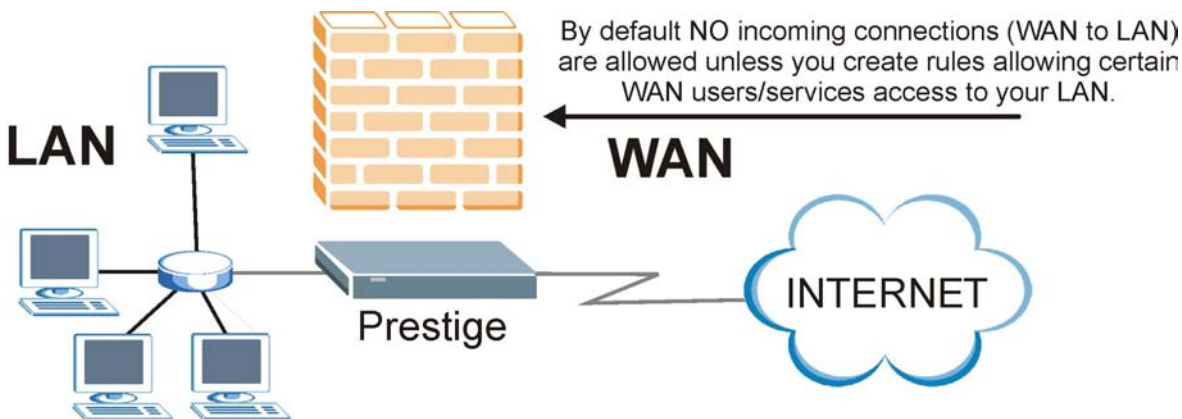 By default NO incoming connections (WAN to LAN)
are allowed unless you create rules allowing certain
WAN users/services access to your LAN.
LAN
WAN
INTERNET
Prestige